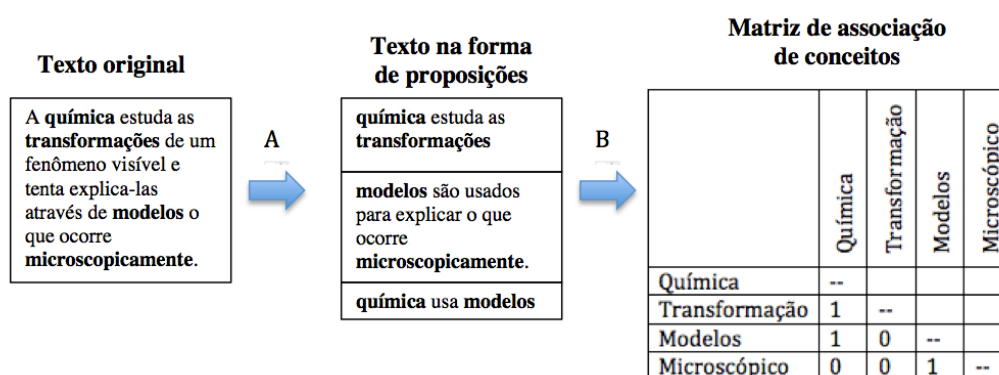 Texto original
A química estuda as
transformações de um
fenômeno visível e
tenta explica-las
através de modelos o
que ocorre
microscopicamente.
A
Texto na forma
de proposições
química estuda as
transformações
modelos são usados
para explicar o que
ocorre
microscopicamente.
química usa modelos
B
Matriz de associação
de conceitos
Química
Transformação
Modelos
Microscópico
Química --
Transformação 1 --
Modelos 1 0 --
Microscópico 0 0 1 --